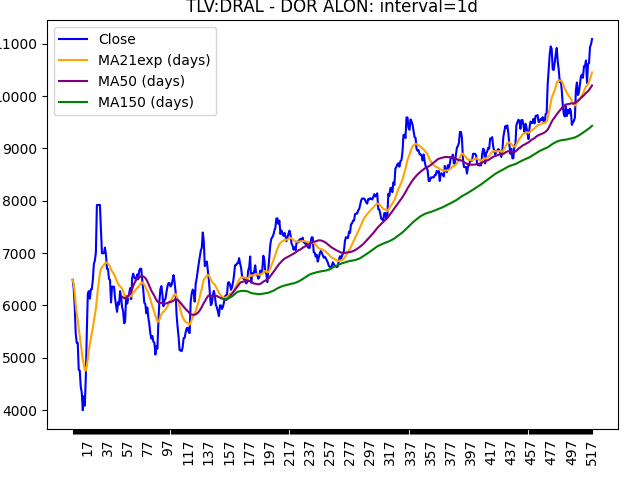 TLV:DRAL - DOR ALON: interval=1d
Close
MA21exp (days)
MA50 (days)
MA150 (days)
9000
8000
7000
6000
5000
4000
17 37 57 77 97 117 137 157 177 197 217 237 257 277 297 317 337 357 377 397 417 437 457 477 497 517